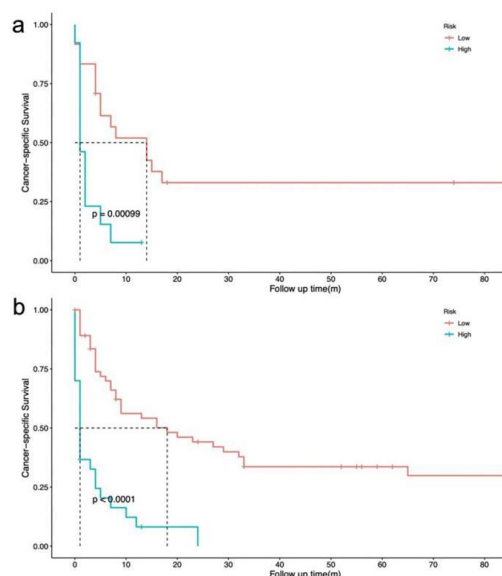 a
Risk
Low
High
1.00
0.75
0.50
0.25
0.00
Cancer-specific Survival
p = 0.00099
0 10 20 30 40 50 60 70 80
Follow up time(m)
b
Risk
Low
High
1.00
0.75
0.50
0.25
0.00
Cancer-specific Survival
p < 0.0001
0 10 20 30 40 50 60 70 80
Follow up time(m)